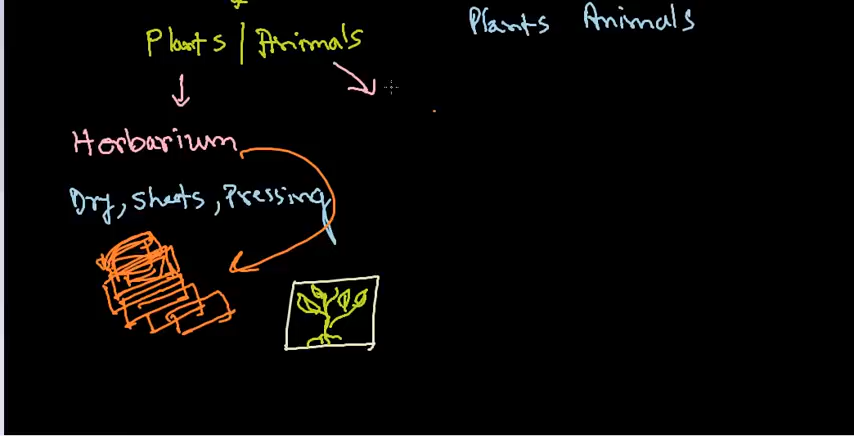 Plants | Animals
Plants Animals
Herbarium
Dry, Sheets, Pressing